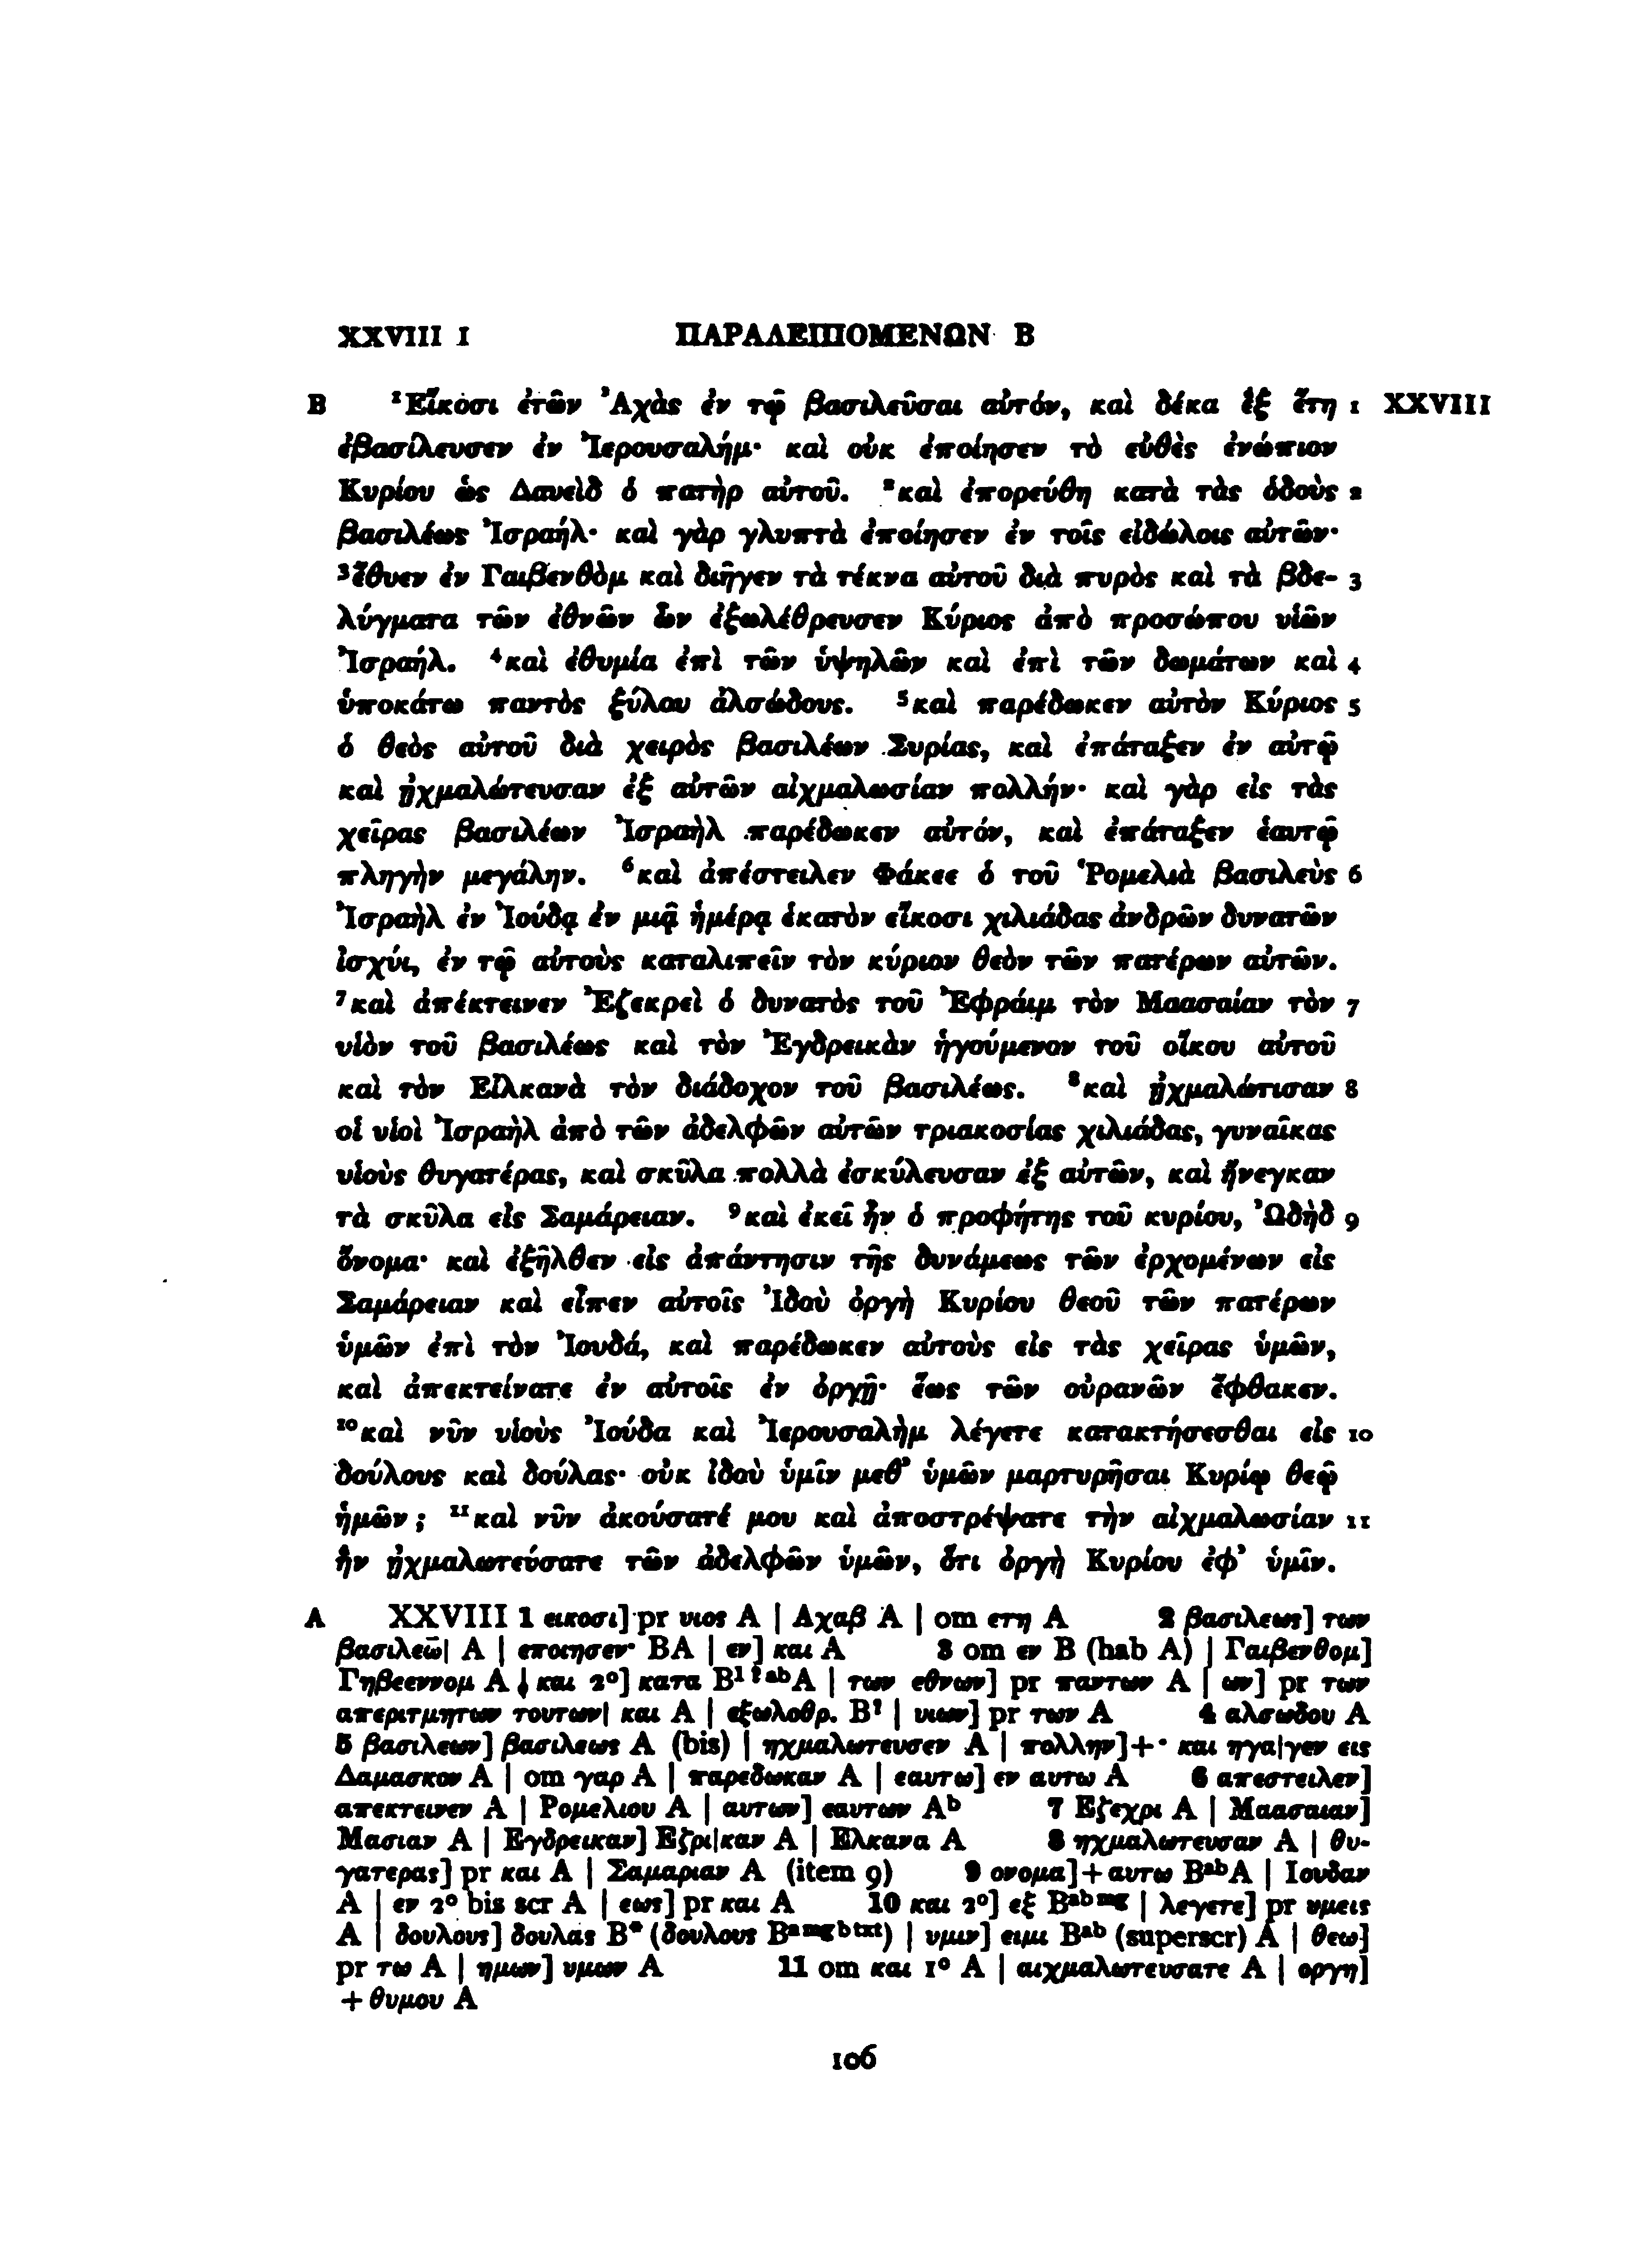 XXVIII 1 ΠΑΡΑΛΕΙΠΟΜΕΝΩΝ Β
B ¹Εἴκοσι ἐτῶν Ἀχὰς ἐν τῷ βασιλεῦσαι αὐτόν, καὶ δέκα ἓξ ἔτη 1 XXVIII
ἐβασίλευσεν ἐν Ἰερουσαλήμ· καὶ οὐκ ἐποίησεν τὸ εὐθὲς ἐνώπιον
Κυρίου ὡς Δαυεὶδ ὁ πατὴρ αὐτοῦ. ²καὶ ἐπορεύθη κατὰ τὰς ὁδοὺς 2
βασιλέως Ἰσραήλ· καὶ γὰρ γλυπτὰ ἐποίησεν ἐν τοῖς εἰδώλοις αὐτῶν·
³ἔθυεν ἐν Γαιβενθὸμ καὶ διῆγεν τὰ τέκνα αὐτοῦ διὰ πυρὸς καὶ τὰ βδε- 3
λύγματα τῶν ἐθνῶν ὧν ἐξωλέθρευσεν Κύριος ἀπὸ προσώπου υἱῶν
Ἰσραήλ. ⁴καὶ ἐθυμία ἐπὶ τῶν ὑψηλῶν καὶ ἐπὶ τῶν δωμάτων καὶ 4
ὑποκάτω παντὸς ξύλου ἀλσώδους. ⁵καὶ παρέδωκεν αὐτὸν Κύριος 5
ὁ θεὸς αὐτοῦ διὰ χειρὸς βασιλέων Συρίας, καὶ ἐπάταξεν ἐν αὐτῷ
καὶ ᾐχμαλώτευσαν ἐξ αὐτῶν αἰχμαλωσίαν πολλήν· καὶ γὰρ εἰς τὰς
χεῖρας βασιλέων Ἰσραὴλ παρέδωκεν αὐτόν, καὶ ἐπάταξεν ἑαυτῷ
πληγὴν μεγάλην. ⁶καὶ ἀπέστειλεν Φάκεε ὁ τοῦ Ῥομελιὰ βασιλεὺς 6
Ἰσραὴλ ἐν Ἰούδᾳ ἐν μιᾷ ἡμέρᾳ ἑκατὸν εἴκοσι χιλιάδας ἀνδρῶν δυνατῶν
ἰσχύι, ἐν τῷ αὐτοὺς καταλιπεῖν τὸν κύριον θεὸν τῶν πατέρων αὐτῶν.
⁷καὶ ἀπέκτεινεν Ἐζεκρεὶ ὁ δυνατὸς τοῦ Ἐφράιμ τὸν Μαασαίαν τὸν 7
υἱὸν τοῦ βασιλέως καὶ τὸν Ἐγδρεικὰν ἡγούμενον τοῦ οἴκου αὐτοῦ
καὶ τὸν Εἰλκανὰ τὸν διάδοχον τοῦ βασιλέως. ⁸καὶ ᾐχμαλώτισαν 8
οἱ υἱοὶ Ἰσραὴλ ἀπὸ τῶν ἀδελφῶν αὐτῶν τριακοσίας χιλιάδας, γυναῖκας
υἱοὺς θυγατέρας, καὶ σκῦλα πολλὰ ἐσκύλευσαν ἐξ αὐτῶν, καὶ ἤνεγκαν
τὰ σκῦλα εἰς Σαμάρειαν. ⁹καὶ ἐκεῖ ἦν ὁ προφήτης τοῦ κυρίου, Ὠδὴδ 9
ὄνομα· καὶ ἐξῆλθεν εἰς ἀπάντησιν τῆς δυνάμεως τῶν ἐρχομένων εἰς
Σαμάρειαν καὶ εἶπεν αὐτοῖς Ἰδοὺ ὀργὴ Κυρίου θεοῦ τῶν πατέρων
ὑμῶν ἐπὶ τὸν Ἰουδά, καὶ παρέδωκεν αὐτοὺς εἰς τὰς χεῖρας ὑμῶν,
καὶ ἀπεκτείνατε ἐν αὐτοῖς ἐν ὀργῇ· ἕως τῶν οὐρανῶν ἔφθακεν.
¹⁰καὶ νῦν υἱοὺς Ἰούδα καὶ Ἰερουσαλὴμ λέγετε κατακτήσεσθαι εἰς 10
δούλους καὶ δούλας· οὐκ ἰδοὺ ὑμῖν μεθ᾽ ὑμῶν μαρτυρῆσαι Κυρίῳ θεῷ
ἡμῶν ; ¹¹καὶ νῦν ἀκούσατέ μου καὶ ἀποστρέψατε τὴν αἰχμαλωσίαν 11
ἣν ᾐχμαλωτεύσατε τῶν ἀδελφῶν ὑμῶν, ὅτι ὀργὴ Κυρίου ἐφ᾽ ὑμῖν.
A XXVIII 1 εικοσι] pr υιος A | Αχαβ A | om ετη A 2 βασιλεως] των
βασιλεω̄| A | εποιησεν· BA | εν] και A 3 om εν B (hab A) | Γαιβενθομ]
Γηβεεννομ A | και 2º] κατα B¹ ? ᵃᵇ A | των εθνων] pr παντων A | ων] pr των
απεριτμητων τουτων| και A | εξωλοθρ. Bˀ | υιων] pr των A 4 αλσωδου A
5 βασιλεων] βασιλεως A (bis) | ηχμαλωτευσεν A | πολλην]+· και ηγα|γεν εις
Δαμασκον A | om γαρ A | παρεδωκαν A | εαυτω] εν αυτω A 6 απεστειλεν]
απεκτεινεν A | Ρομελιου A | αυτων] εαυτων Aᵇ 7 Εζεχρι A | Μαασαιαν]
Μασιαν A | Εγδρεικαν] Εζρι|καν A | Ελκανα A 8 ηχμαλωτευσαν A | θυ-
γατερας] pr και A | Σαμαριαν A (item 9) 9 ονομα]+αυτω BᵃᵇA | Ιουδαν
A | εν 2º bis scr A | εως] pr και A 10 και 2º] εξ Bᵃᵇᵐᵍ | λεγετε] pr υμεις
A | δουλους] δουλας B* (δουλους Bᵃᵐᵍᵇᵗˣᵗ) | υμιν] ειμι Bᵃᵇ (superscr) A | θεω]
pr τω A | ημων] υμων A 11 om και 1º A | αιχμαλωτευσατε A | οργη]
+ θυμου A
106